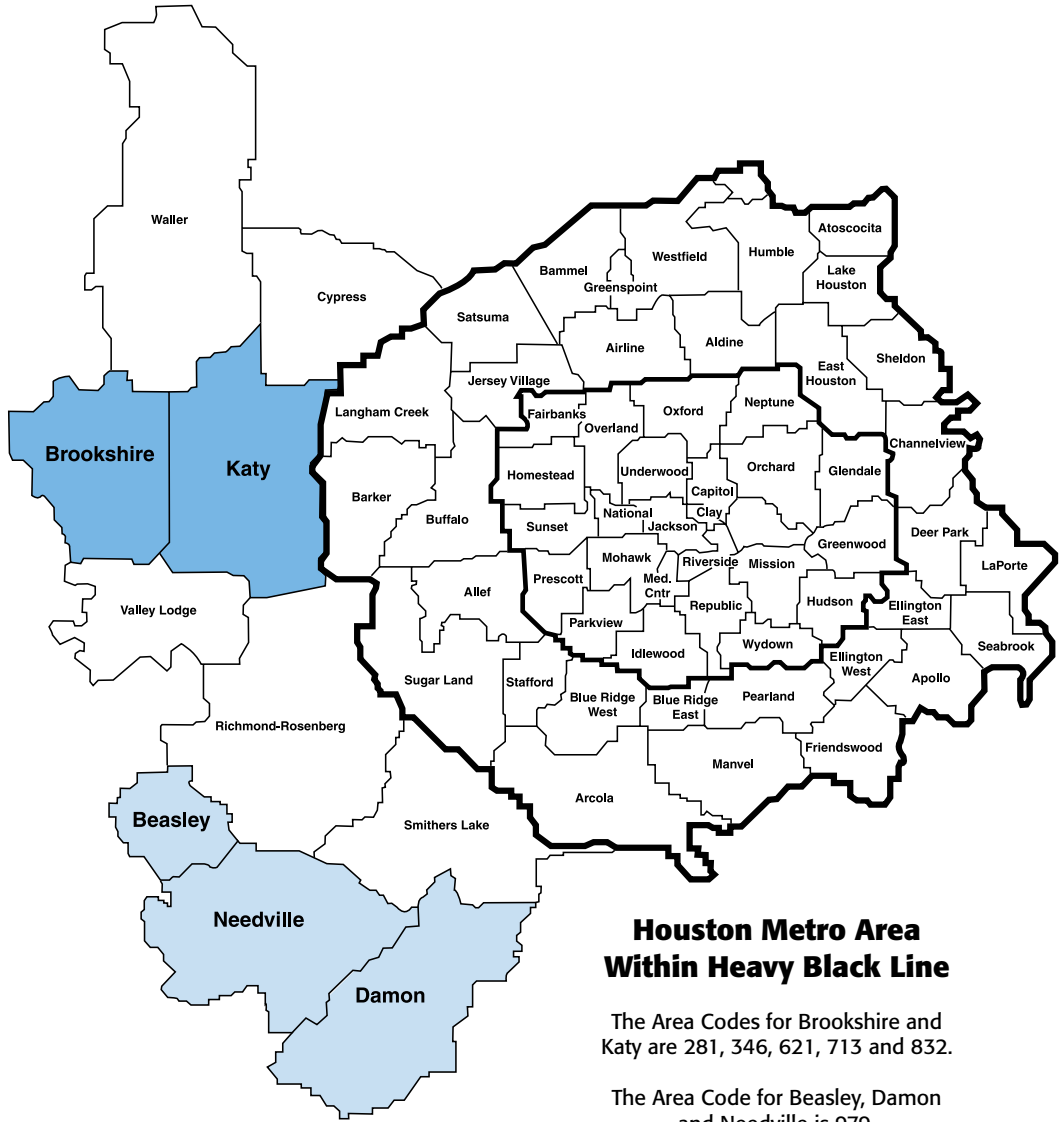 Waller
Atoscocita
Humble
Westfield
Bammel
Lake
Houston
Greenspoint
Cypress
Satsuma
Aldine
Airline
Sheldon
East
Houston
Jersey Village
Neptune
Langham Creek
Fairbanks
Oxford
Overland
Channelview
Brookshire
Katy
Homestead
Underwood
Orchard
Glendale
Barker
Capitol
Buffalo
National
Clay
Sunset
Jackson
Deer Park
Greenwood
Mohawk
Riverside
Mission
LaPorte
Prescott
Med.
Cntr
Allef
Hudson
Valley Lodge
Republic
Ellington
East
Parkview
Wydown
Seabrook
Idlewood
Ellington
West
Sugar Land
Stafford
Apollo
Blue Ridge
West
Blue Ridge
East
Pearland
Richmond-Rosenberg
Friendswood
Manvel
Arcola
Beasley
Smithers Lake
Needville
Damon
Houston Metro Area
Within Heavy Black Line
The Area Codes for Brookshire and
Katy are 281, 346, 621, 713 and 832.
The Area Code for Beasley, Damon
and Needville is 979